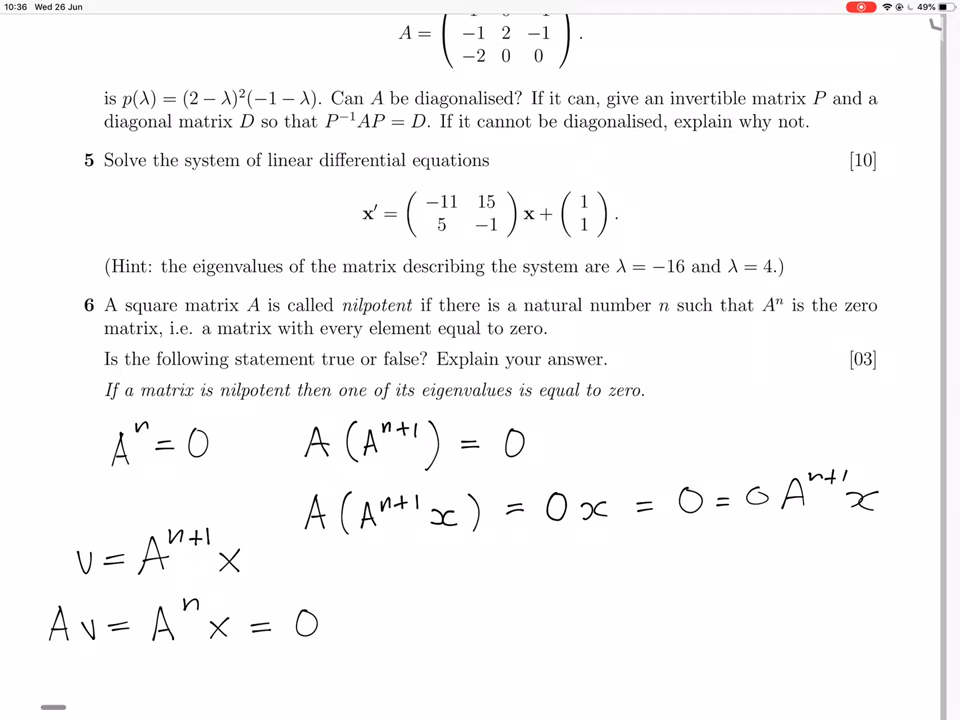 10:36 Wed 26 Jun
49%
A = ( −1 2 −1
−2 0 0 ) .
is p(λ) = (2 − λ)²(−1 − λ). Can A be diagonalised? If it can, give an invertible matrix P and a
diagonal matrix D so that P⁻¹AP = D. If it cannot be diagonalised, explain why not.
5 Solve the system of linear differential equations [10]
x′ = ( −11 15
5 −1 ) x + ( 1
1 ) .
(Hint: the eigenvalues of the matrix describing the system are λ = −16 and λ = 4.)
6 A square matrix A is called nilpotent if there is a natural number n such that Aⁿ is the zero
matrix, i.e. a matrix with every element equal to zero.
Is the following statement true or false? Explain your answer. [03]
If a matrix is nilpotent then one of its eigenvalues is equal to zero.
Aⁿ = 0 A(Aⁿ⁺¹) = 0
A(Aⁿ⁺¹x) = 0x = 0 = 0Aⁿ⁺¹x
v = Aⁿ⁺¹x
Av = Aⁿx = 0